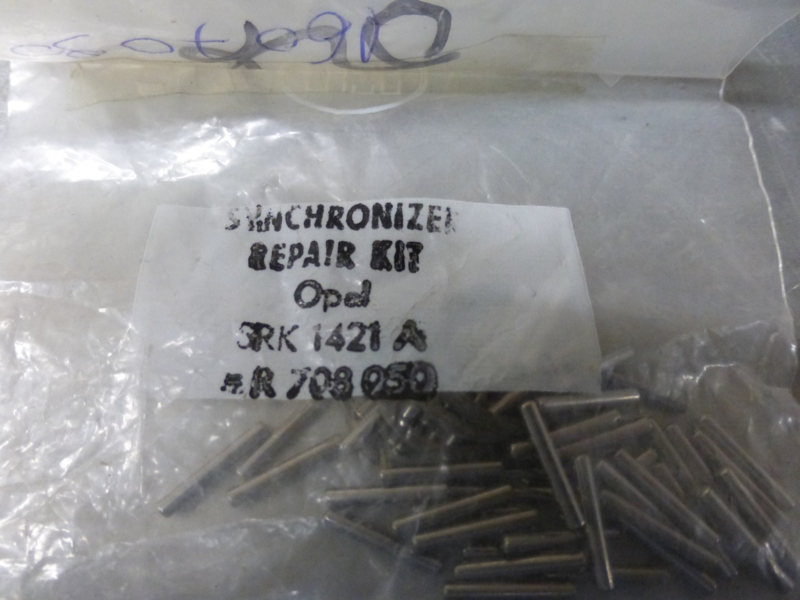 SYNCHRONIZER
REPAIR KIT
Opel
SRK 1421 A
= R 708 050